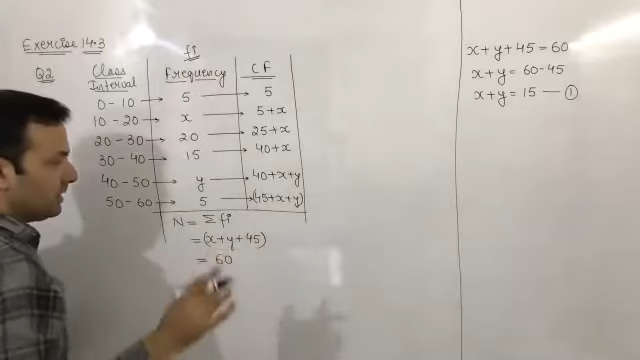 Exercise 14.3
Q2
fi
Class Interval Frequency CF
0-10 → 5 → 5
10-20 → x → 5+x
20-30 → 20 → 25+x
30-40 → 15 → 40+x
40-50 → y → 40+x+y
50-60 → 5 → (45+x+y)
N = Σfi
= (x+y+45)
= 60
x+y+45 = 60
x+y = 60-45
x+y = 15 — ①